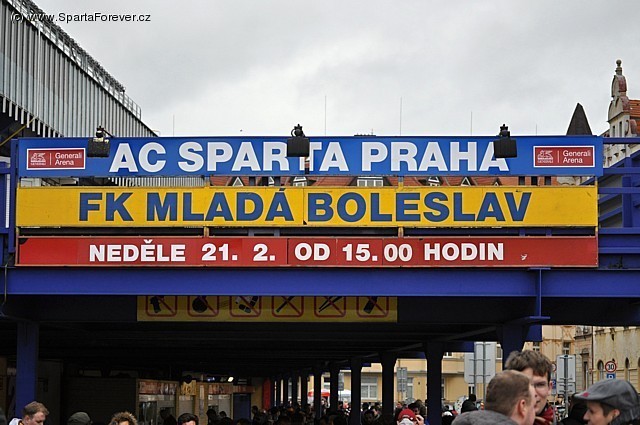 (c) www.SpartaForever.cz
Generali Arena
AC SPARTA PRAHA
Generali Arena
FK MLADÁ BOLESLAV
NEDĚLE 21. 2. OD 15.00 HODIN
30